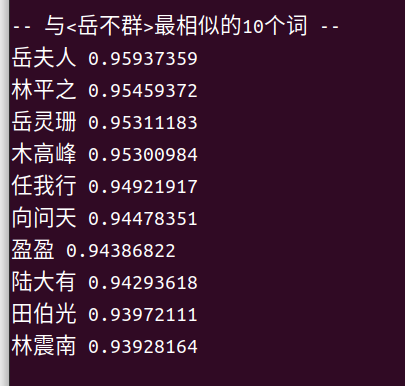 -- 与<岳不群>最相似的10个词 --
岳夫人 0.95937359
林平之 0.95459372
岳灵珊 0.95311183
木高峰 0.95300984
任我行 0.94921917
向问天 0.94478351
盈盈 0.94386822
陆大有 0.94293618
田伯光 0.93972111
林震南 0.93928164